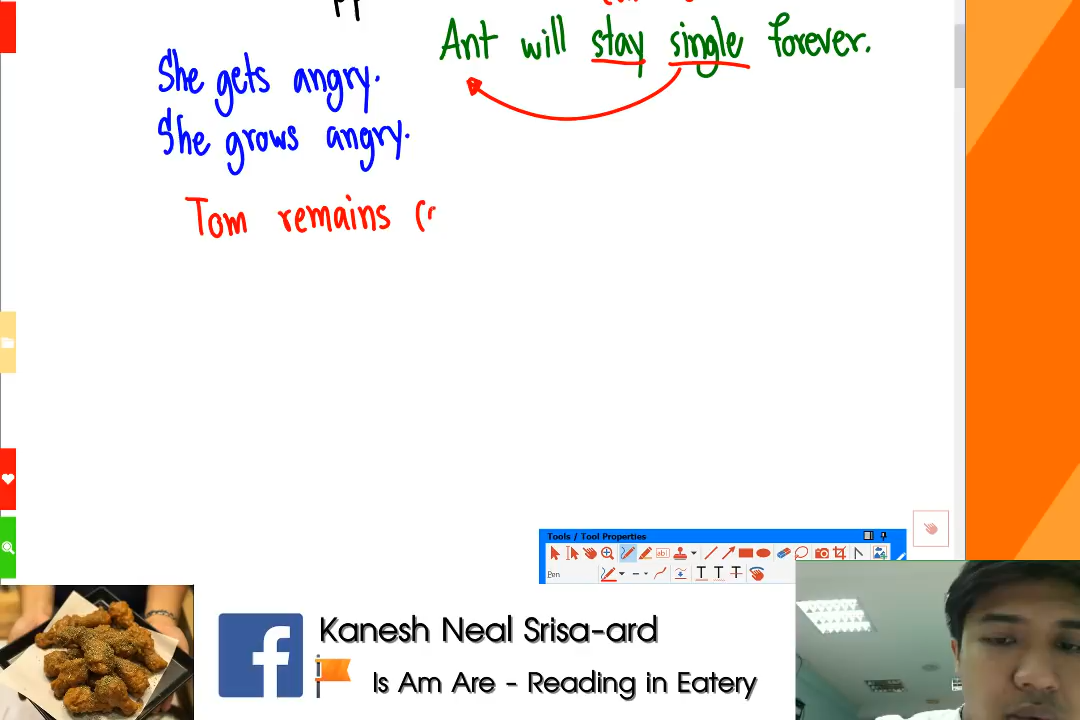 Ant will stay single forever.
She gets angry.
She grows angry.
Tom remains
Tools / Tool Properties
Pen
Kanesh Neal Srisa-ard
Is Am Are - Reading in Eatery